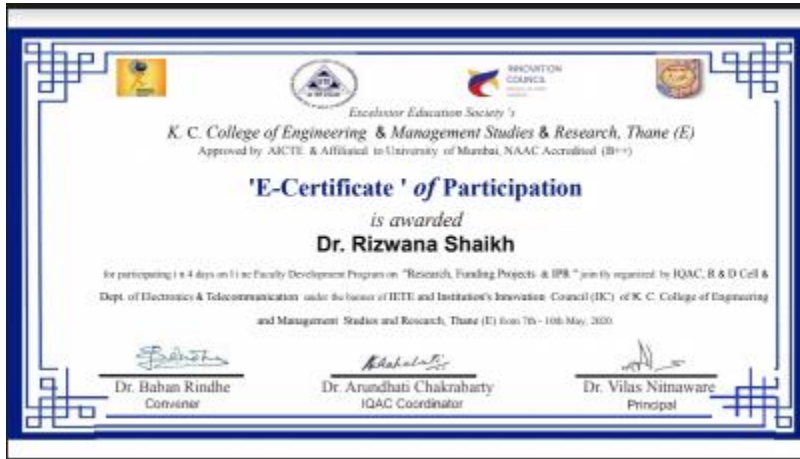 INNOVATION
COUNCIL
Excelssior Education Society 's
K. C. College of Engineering & Management Studies & Research, Thane (E)
Approved by AICTE & Affiliated to University of Mumbai, NAAC Accredited (B++)
'E-Certificate ' of Participation
is awarded
Dr. Rizwana Shaikh
for participating i n 4 days on l i ne Faculty Development Program on "Research, Funding Projects & IPR " jointly organized by IQAC, R & D Cell &
Dept. of Electronics & Telecommunication under the banner of IETE and Institution's Innovation Council (IIC) of K. C. College of Engineering
and Management Studies and Research, Thane (E) from 7th - 10th May, 2020
Dr. Baban Rindhe Dr. Arundhati Chakrabarty Dr. Vilas Nitnaware
Convener IQAC Coordinator Principal